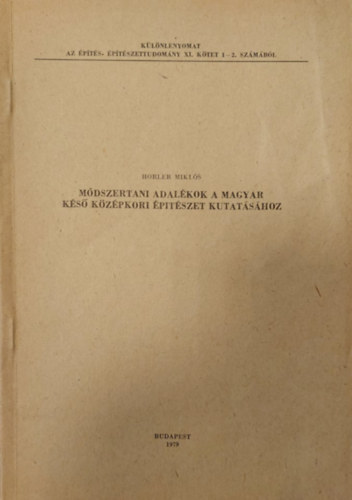 KÜLÖNLENYOMAT
AZ ÉPÍTÉS- ÉPÍTÉSZETTUDOMÁNY XI. KÖTET 1—2. SZÁMÁBÓL
HORLER MIKLÓS
MÓDSZERTANI ADALÉKOK A MAGYAR
KÉSŐ KÖZÉPKORI ÉPITÉSZET KUTATÁSÁHOZ
BUDAPEST
1979